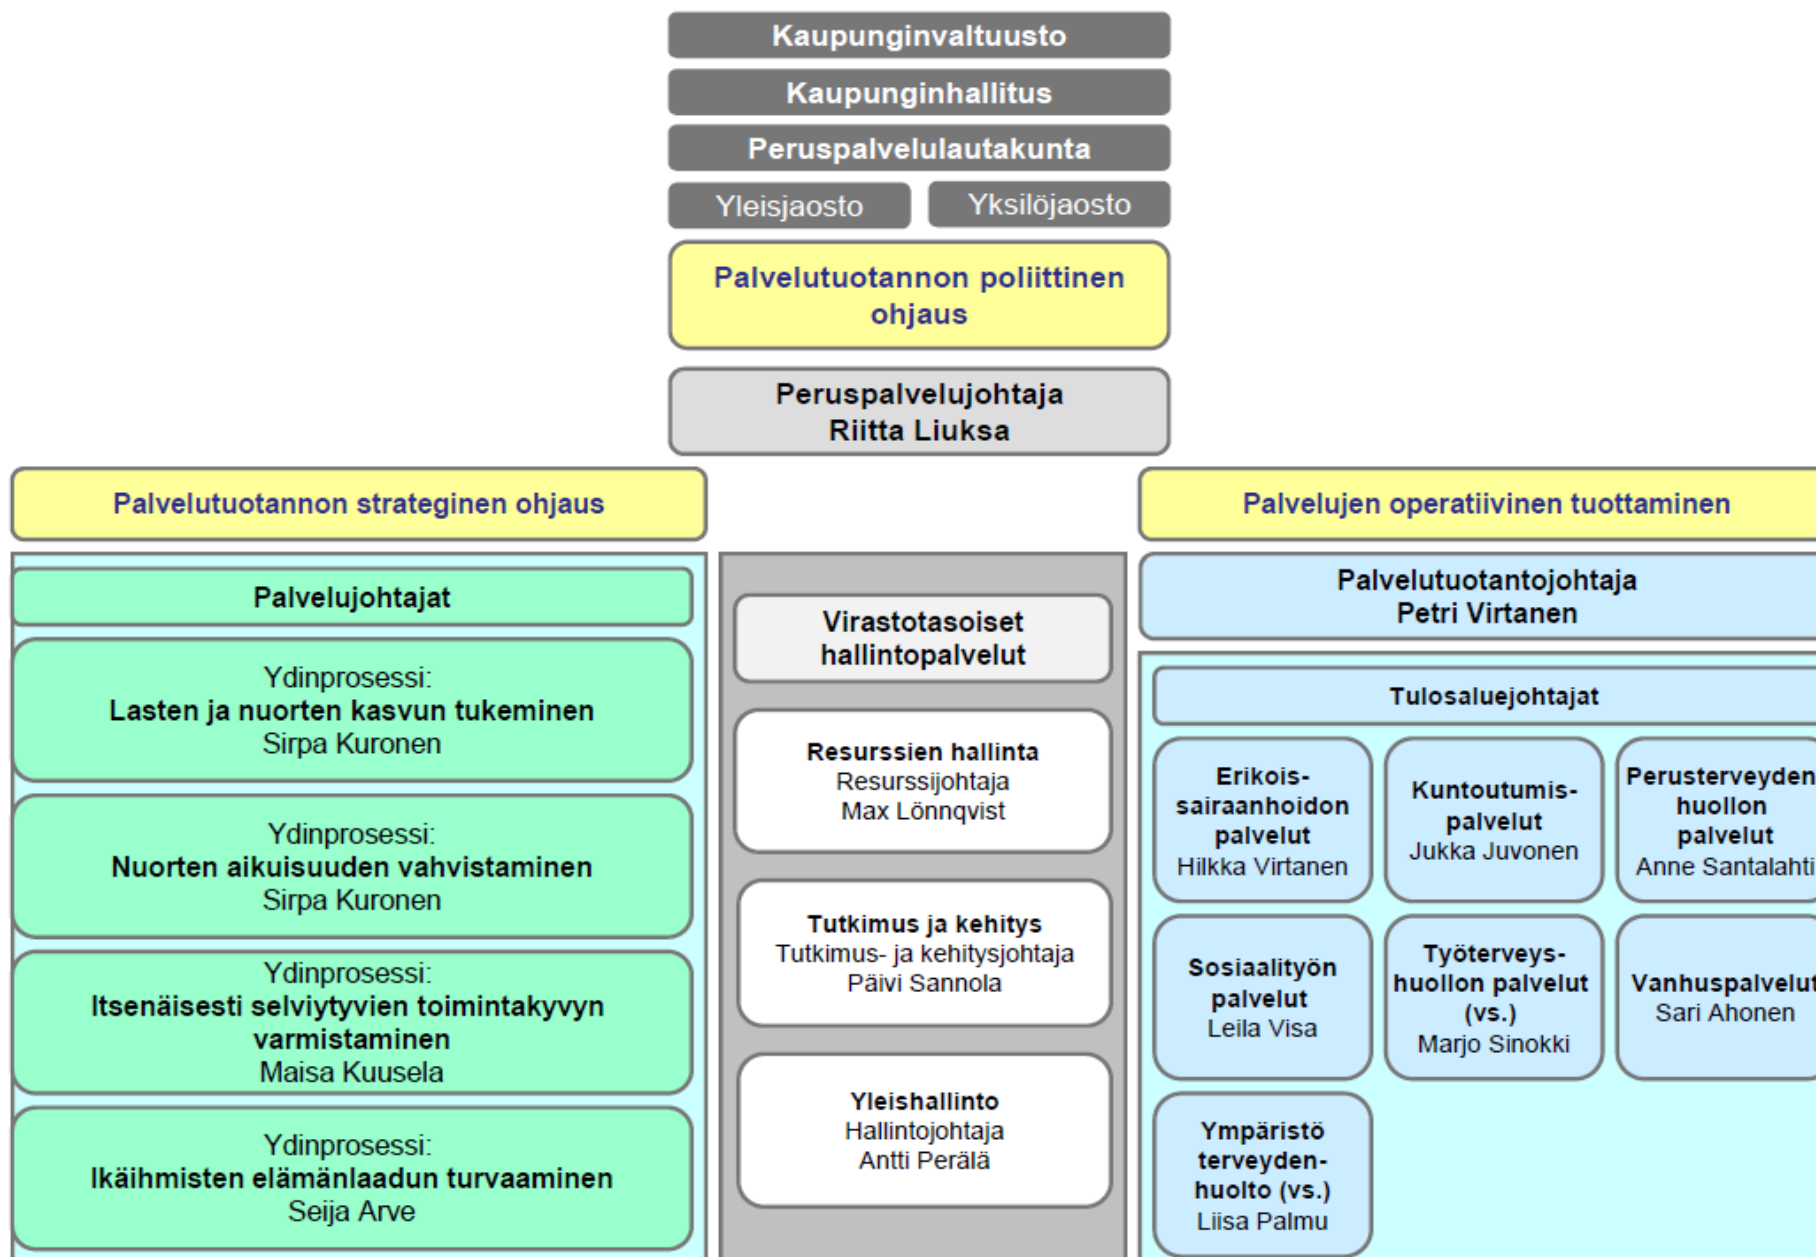 Kaupunginvaltuusto
Kaupunginhallitus
Peruspalvelulautakunta
Yleisjaosto
Yksilöjaosto
Palvelutuotannon poliittinen
ohjaus
Peruspalvelujohtaja
Riitta Liuksa
Palvelutuotannon strateginen ohjaus
Palvelujohtajat
Ydinprosessi:
Lasten ja nuorten kasvun tukeminen
Sirpa Kuronen
Ydinprosessi:
Nuorten aikuisuuden vahvistaminen
Sirpa Kuronen
Ydinprosessi:
Itsenäisesti selviytyvien toimintakyvyn
varmistaminen
Maisa Kuusela
Ydinprosessi:
Ikäihmisten elämänlaadun turvaaminen
Seija Arve
Virastotasoiset
hallintopalvelut
Resurssien hallinta
Resurssijohtaja
Max Lönnqvist
Tutkimus ja kehitys
Tutkimus- ja kehitysjohtaja
Päivi Sannola
Yleishallinto
Hallintojohtaja
Antti Perälä
Palvelujen operatiivinen tuottaminen
Palvelutuotantojohtaja
Petri Virtanen
Tulosaluejohtajat
Erikois-
sairaanhoidon
palvelut
Hilkka Virtanen
Kuntoutumis-
palvelut
Jukka Juvonen
Perusterveyden
huollon
palvelut
Anne Santalahti
Sosiaalityön
palvelut
Leila Visa
Työterveys-
huollon palvelut
(vs.)
Marjo Sinokki
Vanhuspalvelut
Sari Ahonen
Ympäristö
terveyden-
huolto (vs.)
Liisa Palmu